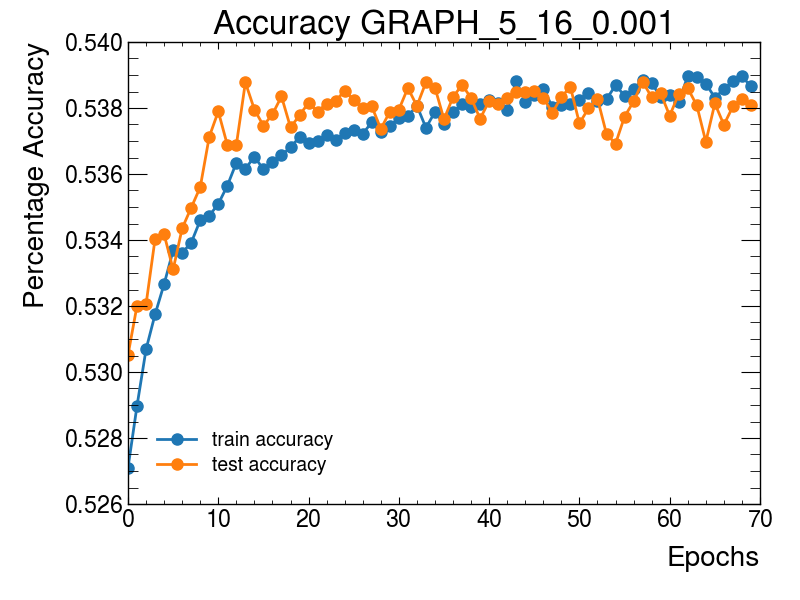 Accuracy GRAPH_5_16_0.001
Percentage Accuracy
0.540
0.538
0.536
0.534
0.532
0.530
0.528
0.526
train accuracy
test accuracy
0 10 20 30 40 50 60 70
Epochs